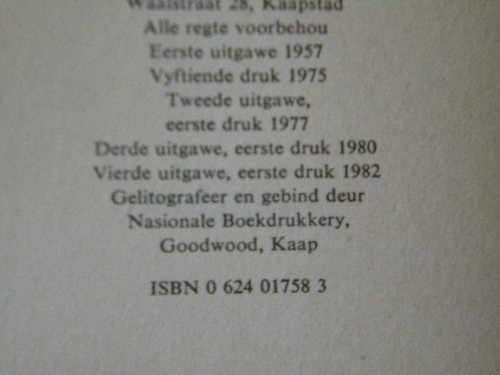 Waalstraat 28, Kaapstad
Alle regte voorbehou
Eerste uitgawe 1957
Vyftiende druk 1975
Tweede uitgawe,
eerste druk 1977
Derde uitgawe, eerste druk 1980
Vierde uitgawe, eerste druk 1982
Gelitografeer en gebind deur
Nasionale Boekdrukkery,
Goodwood, Kaap
ISBN 0 624 01758 3